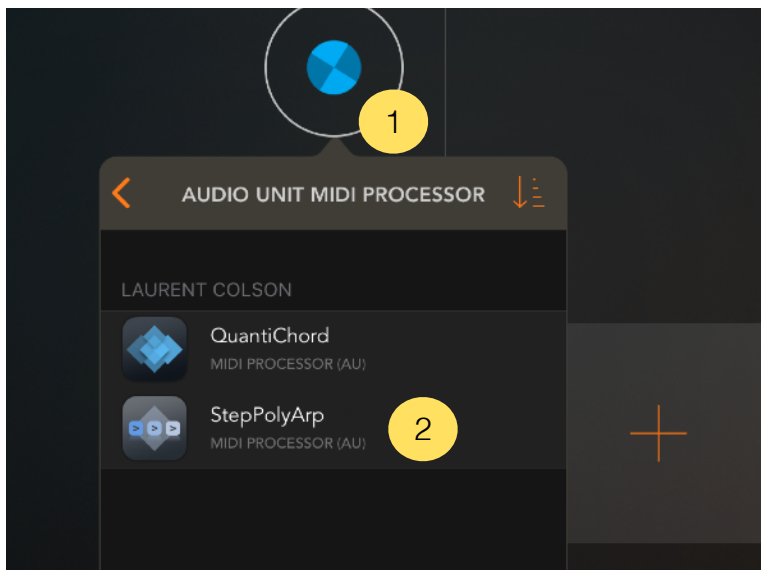 1
AUDIO UNIT MIDI PROCESSOR
LAURENT COLSON
QuantiChord
MIDI PROCESSOR (AU)
StepPolyArp
MIDI PROCESSOR (AU)
2